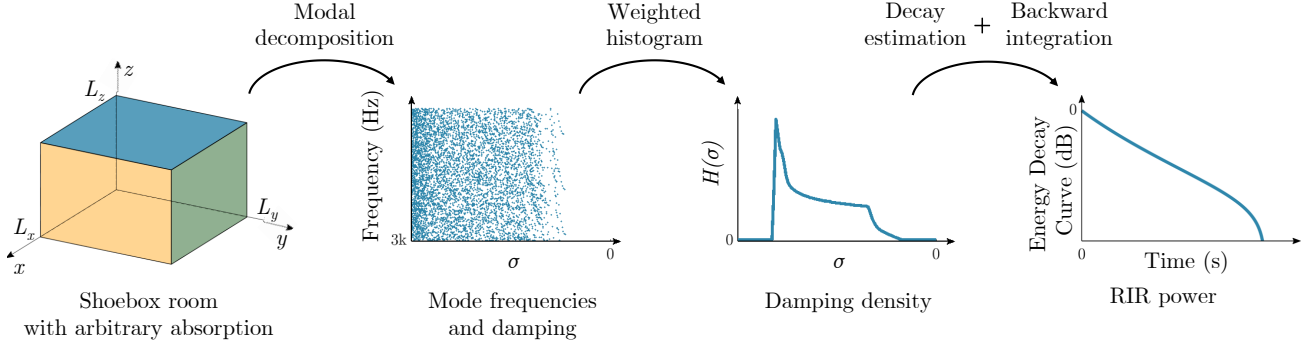 Modal
decomposition
Weighted
histogram
Decay
estimation
+
Backward
integration
z
L_z
L_y
y
L_x
x
Shoebox room
with arbitrary absorption
Frequency (Hz)
3k
0
σ
Mode frequencies
and damping
H(σ)
0
0
σ
Damping density
Energy Decay
Curve (dB)
0
0
Time (s)
RIR power